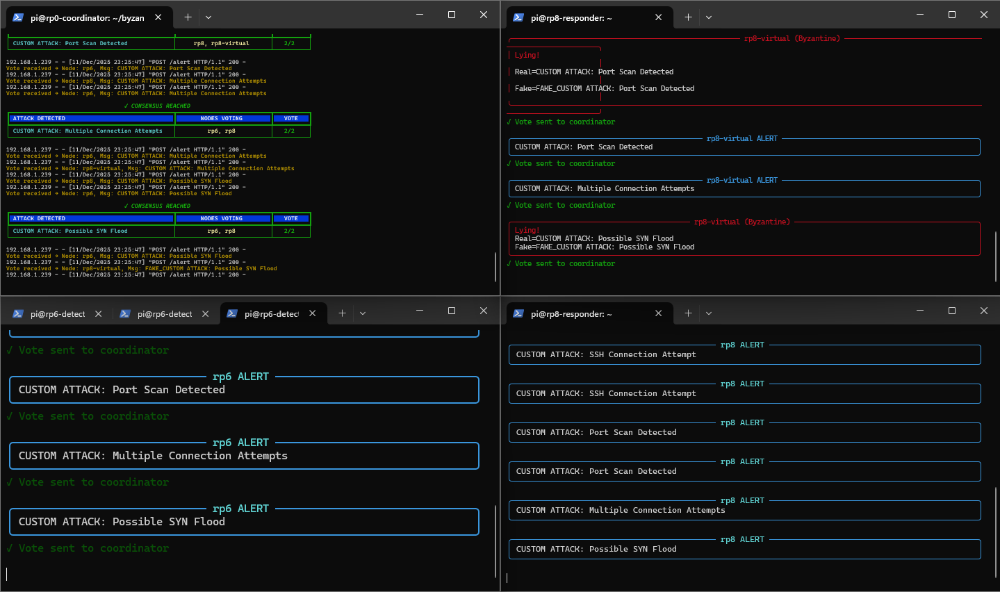 pi@rp0-coordinator: ~/byzan
CUSTOM ATTACK: Port Scan Detected rp8, rp8-virtual 2/2
192.168.1.239 - - [11/Dec/2025 23:25:47] "POST /alert HTTP/1.1" 200 -
Vote received → Node: rp6, Msg: CUSTOM ATTACK: Port Scan Detected
192.168.1.237 - - [11/Dec/2025 23:25:47] "POST /alert HTTP/1.1" 200 -
Vote received → Node: rp8, Msg: CUSTOM ATTACK: Multiple Connection Attempts
192.168.1.239 - - [11/Dec/2025 23:25:47] "POST /alert HTTP/1.1" 200 -
Vote received → Node: rp6, Msg: CUSTOM ATTACK: Multiple Connection Attempts
✓ CONSENSUS REACHED
ATTACK DETECTED NODES VOTING VOTE
CUSTOM ATTACK: Multiple Connection Attempts rp6, rp8 2/2
192.168.1.237 - - [11/Dec/2025 23:25:47] "POST /alert HTTP/1.1" 200 -
Vote received → Node: rp6, Msg: CUSTOM ATTACK: Multiple Connection Attempts
192.168.1.237 - - [11/Dec/2025 23:25:47] "POST /alert HTTP/1.1" 200 -
Vote received → Node: rp8-virtual, Msg: CUSTOM ATTACK: Multiple Connection Attempts
192.168.1.239 - - [11/Dec/2025 23:25:47] "POST /alert HTTP/1.1" 200 -
Vote received → Node: rp8, Msg: CUSTOM ATTACK: Possible SYN Flood
192.168.1.239 - - [11/Dec/2025 23:25:47] "POST /alert HTTP/1.1" 200 -
Vote received → Node: rp6, Msg: CUSTOM ATTACK: Possible SYN Flood
✓ CONSENSUS REACHED
ATTACK DETECTED NODES VOTING VOTE
CUSTOM ATTACK: Possible SYN Flood rp6, rp8 2/2
192.168.1.237 - - [11/Dec/2025 23:25:47] "POST /alert HTTP/1.1" 200 -
Vote received → Node: rp6, Msg: CUSTOM ATTACK: Possible SYN Flood
192.168.1.237 - - [11/Dec/2025 23:25:47] "POST /alert HTTP/1.1" 200 -
Vote received → Node: rp8-virtual, Msg: FAKE_CUSTOM ATTACK: Possible SYN Flood
192.168.1.239 - - [11/Dec/2025 23:25:47] "POST /alert HTTP/1.1" 200 -
pi@rp8-responder: ~
rp8-virtual (Byzantine)
Lying!
Real=CUSTOM ATTACK: Port Scan Detected
Fake=FAKE_CUSTOM ATTACK: Port Scan Detected
✓ Vote sent to coordinator
rp8-virtual ALERT
CUSTOM ATTACK: Port Scan Detected
✓ Vote sent to coordinator
rp8-virtual ALERT
CUSTOM ATTACK: Multiple Connection Attempts
✓ Vote sent to coordinator
rp8-virtual (Byzantine)
Lying!
Real=CUSTOM ATTACK: Possible SYN Flood
Fake=FAKE_CUSTOM ATTACK: Possible SYN Flood
✓ Vote sent to coordinator
pi@rp6-detect pi@rp6-detect pi@rp6-detect
✓ Vote sent to coordinator
rp6 ALERT
CUSTOM ATTACK: Port Scan Detected
✓ Vote sent to coordinator
rp6 ALERT
CUSTOM ATTACK: Multiple Connection Attempts
✓ Vote sent to coordinator
rp6 ALERT
CUSTOM ATTACK: Possible SYN Flood
✓ Vote sent to coordinator
pi@rp8-responder: ~
rp8 ALERT
CUSTOM ATTACK: SSH Connection Attempt
rp8 ALERT
CUSTOM ATTACK: SSH Connection Attempt
rp8 ALERT
CUSTOM ATTACK: Port Scan Detected
rp8 ALERT
CUSTOM ATTACK: Port Scan Detected
rp8 ALERT
CUSTOM ATTACK: Multiple Connection Attempts
rp8 ALERT
CUSTOM ATTACK: Possible SYN Flood